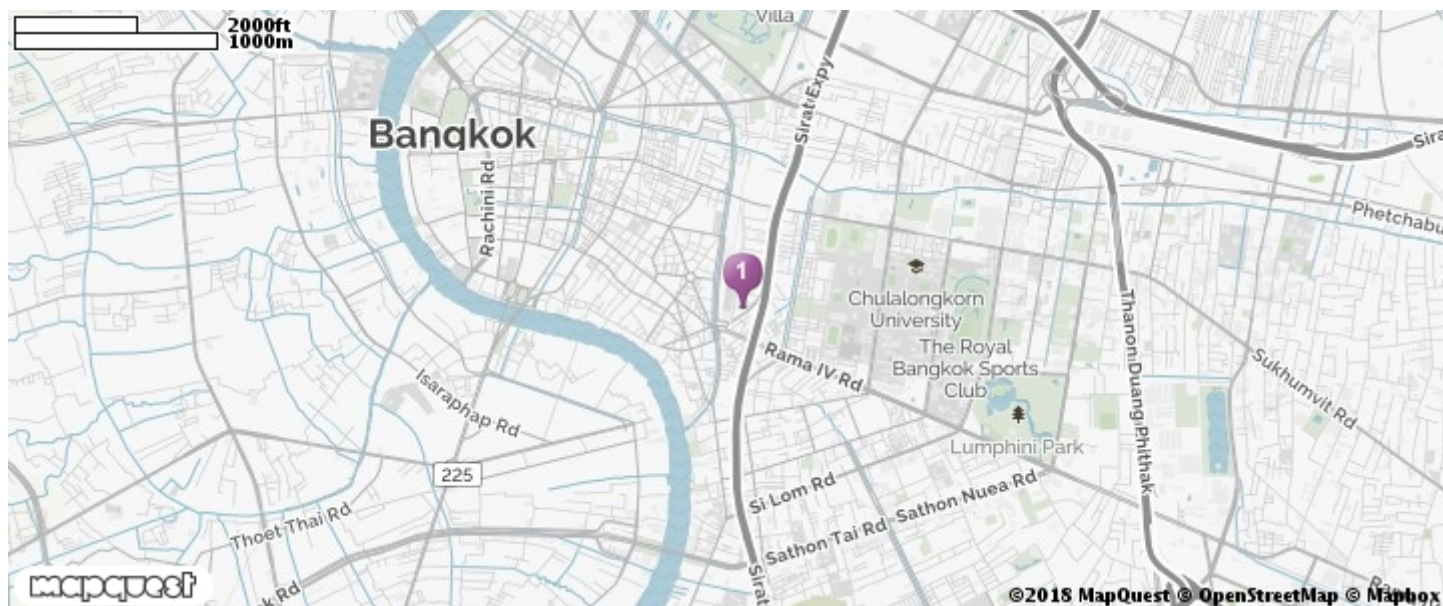 2000ft
1000m
Villa
Sirat Expy
Bangkok
Rachini Rd
Phetchabu
1
Chulalongkorn
University
The Royal
Bangkok Sports
Club
Rama IV Rd
Thanon Duang Phithak
Sukhumvit Rd
Isaraphap Rd
Lumphini Park
225
Si Lom Rd
Sathon Nuea Rd
Sathon Tai Rd
Thoet Thai Rd
Sirat
mapquest
k Rd
©2018 MapQuest © OpenStreetMap © Mapbox